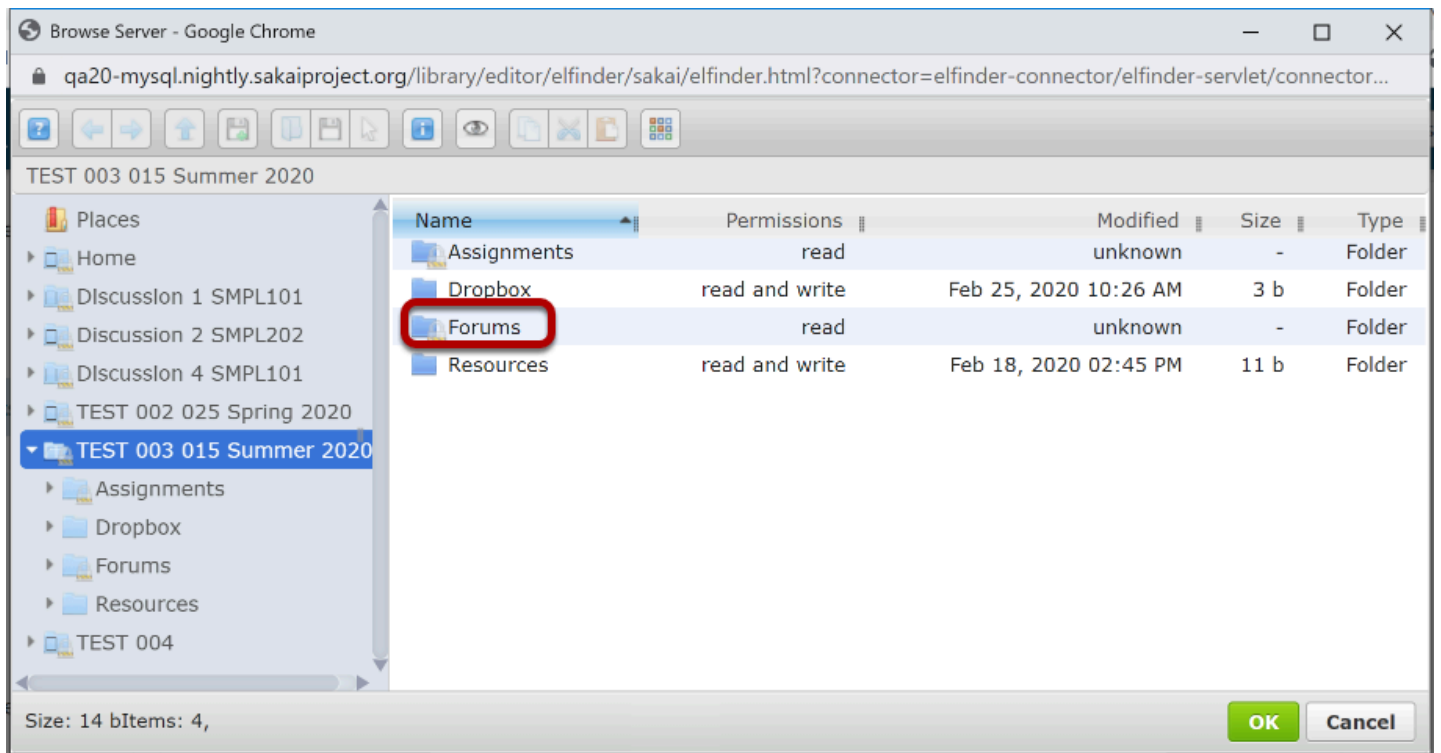 Browse Server - Google Chrome
qa20-mysql.nightly.sakaiproject.org/library/editor/elfinder/sakai/elfinder.html?connector=elfinder-connector/elfinder-servlet/connector...
TEST 003 015 Summer 2020
Places
Home
DIscussIon 1 SMPL101
Discussion 2 SMPL202
DIscussIon 4 SMPL101
TEST 002 025 Spring 2020
TEST 003 015 Summer 2020
Assignments
Dropbox
Forums
Resources
TEST 004
Name Permissions Modified Size Type
Assignments read unknown - Folder
Dropbox read and write Feb 25, 2020 10:26 AM 3 b Folder
Forums read unknown - Folder
Resources read and write Feb 18, 2020 02:45 PM 11 b Folder
Size: 14 bItems: 4,
OK Cancel